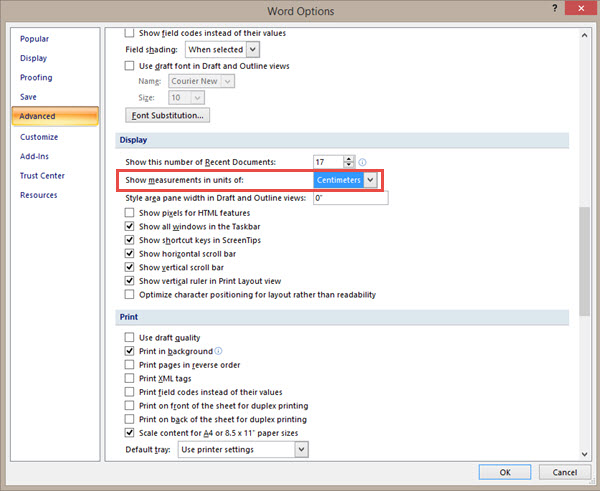 Word Options
?
Popular
Display
Proofing
Save
Advanced
Customize
Add-Ins
Trust Center
Resources
Show field codes instead of their values
Field shading: When selected
Use draft font in Draft and Outline views
Name: Courier New
Size: 10
Font Substitution...
Display
Show this number of Recent Documents: 17
Show measurements in units of: Centimeters
Style area pane width in Draft and Outline views: 0"
Show pixels for HTML features
Show all windows in the Taskbar
Show shortcut keys in ScreenTips
Show horizontal scroll bar
Show vertical scroll bar
Show vertical ruler in Print Layout view
Optimize character positioning for layout rather than readability
Print
Use draft quality
Print in background
Print pages in reverse order
Print XML tags
Print field codes instead of their values
Print on front of the sheet for duplex printing
Print on back of the sheet for duplex printing
Scale content for A4 or 8.5 x 11" paper sizes
Default tray: Use printer settings
OK Cancel